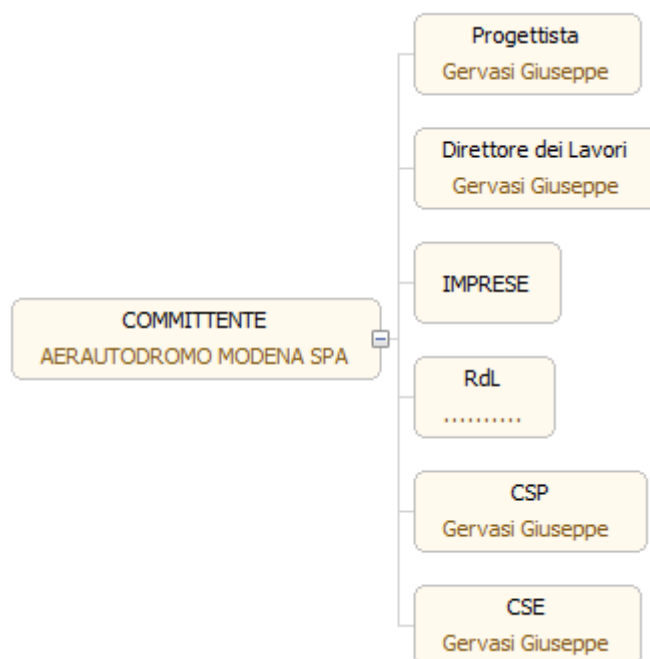 Progettista
Gervasi Giuseppe
Direttore dei Lavori
Gervasi Giuseppe
IMPRESE
COMMITTENTE
AERAUTODROMO MODENA SPA
RdL
..........
CSP
Gervasi Giuseppe
CSE
Gervasi Giuseppe